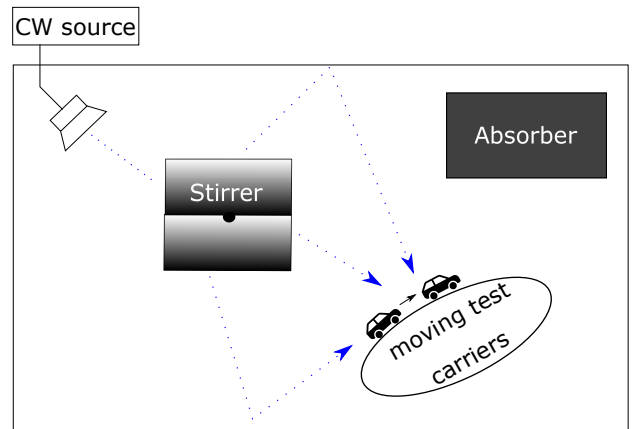 CW source
Absorber
Stirrer
moving test
carriers